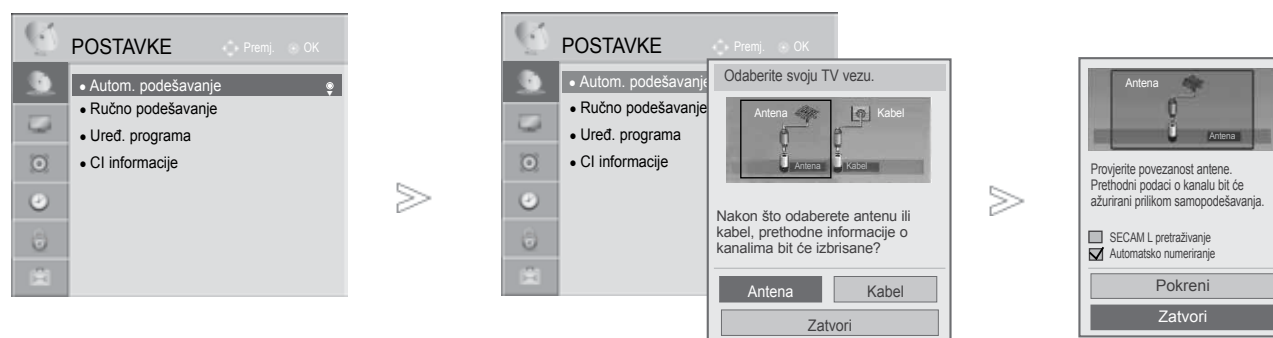 POSTAVKE
Premj. OK
• Autom. podešavanje
• Ručno podešavanje
• Uređ. programa
• CI informacije
POSTAVKE
Premj. OK
• Autom. podešavanje
• Ručno podešavanje
• Uređ. programa
• CI informacije
Odaberite svoju TV vezu.
Antena Kabel
Antena Kabel
Nakon što odaberete antenu ili
kabel, prethodne informacije o
kanalima bit će izbrisane?
Antena Kabel
Zatvori
Antena
Antena
Provjerite povezanost antene.
Prethodni podaci o kanalu bit će
ažurirani prilikom samopodešavanja.
SECAM L pretraživanje
Automatsko numeriranje
Pokreni
Zatvori